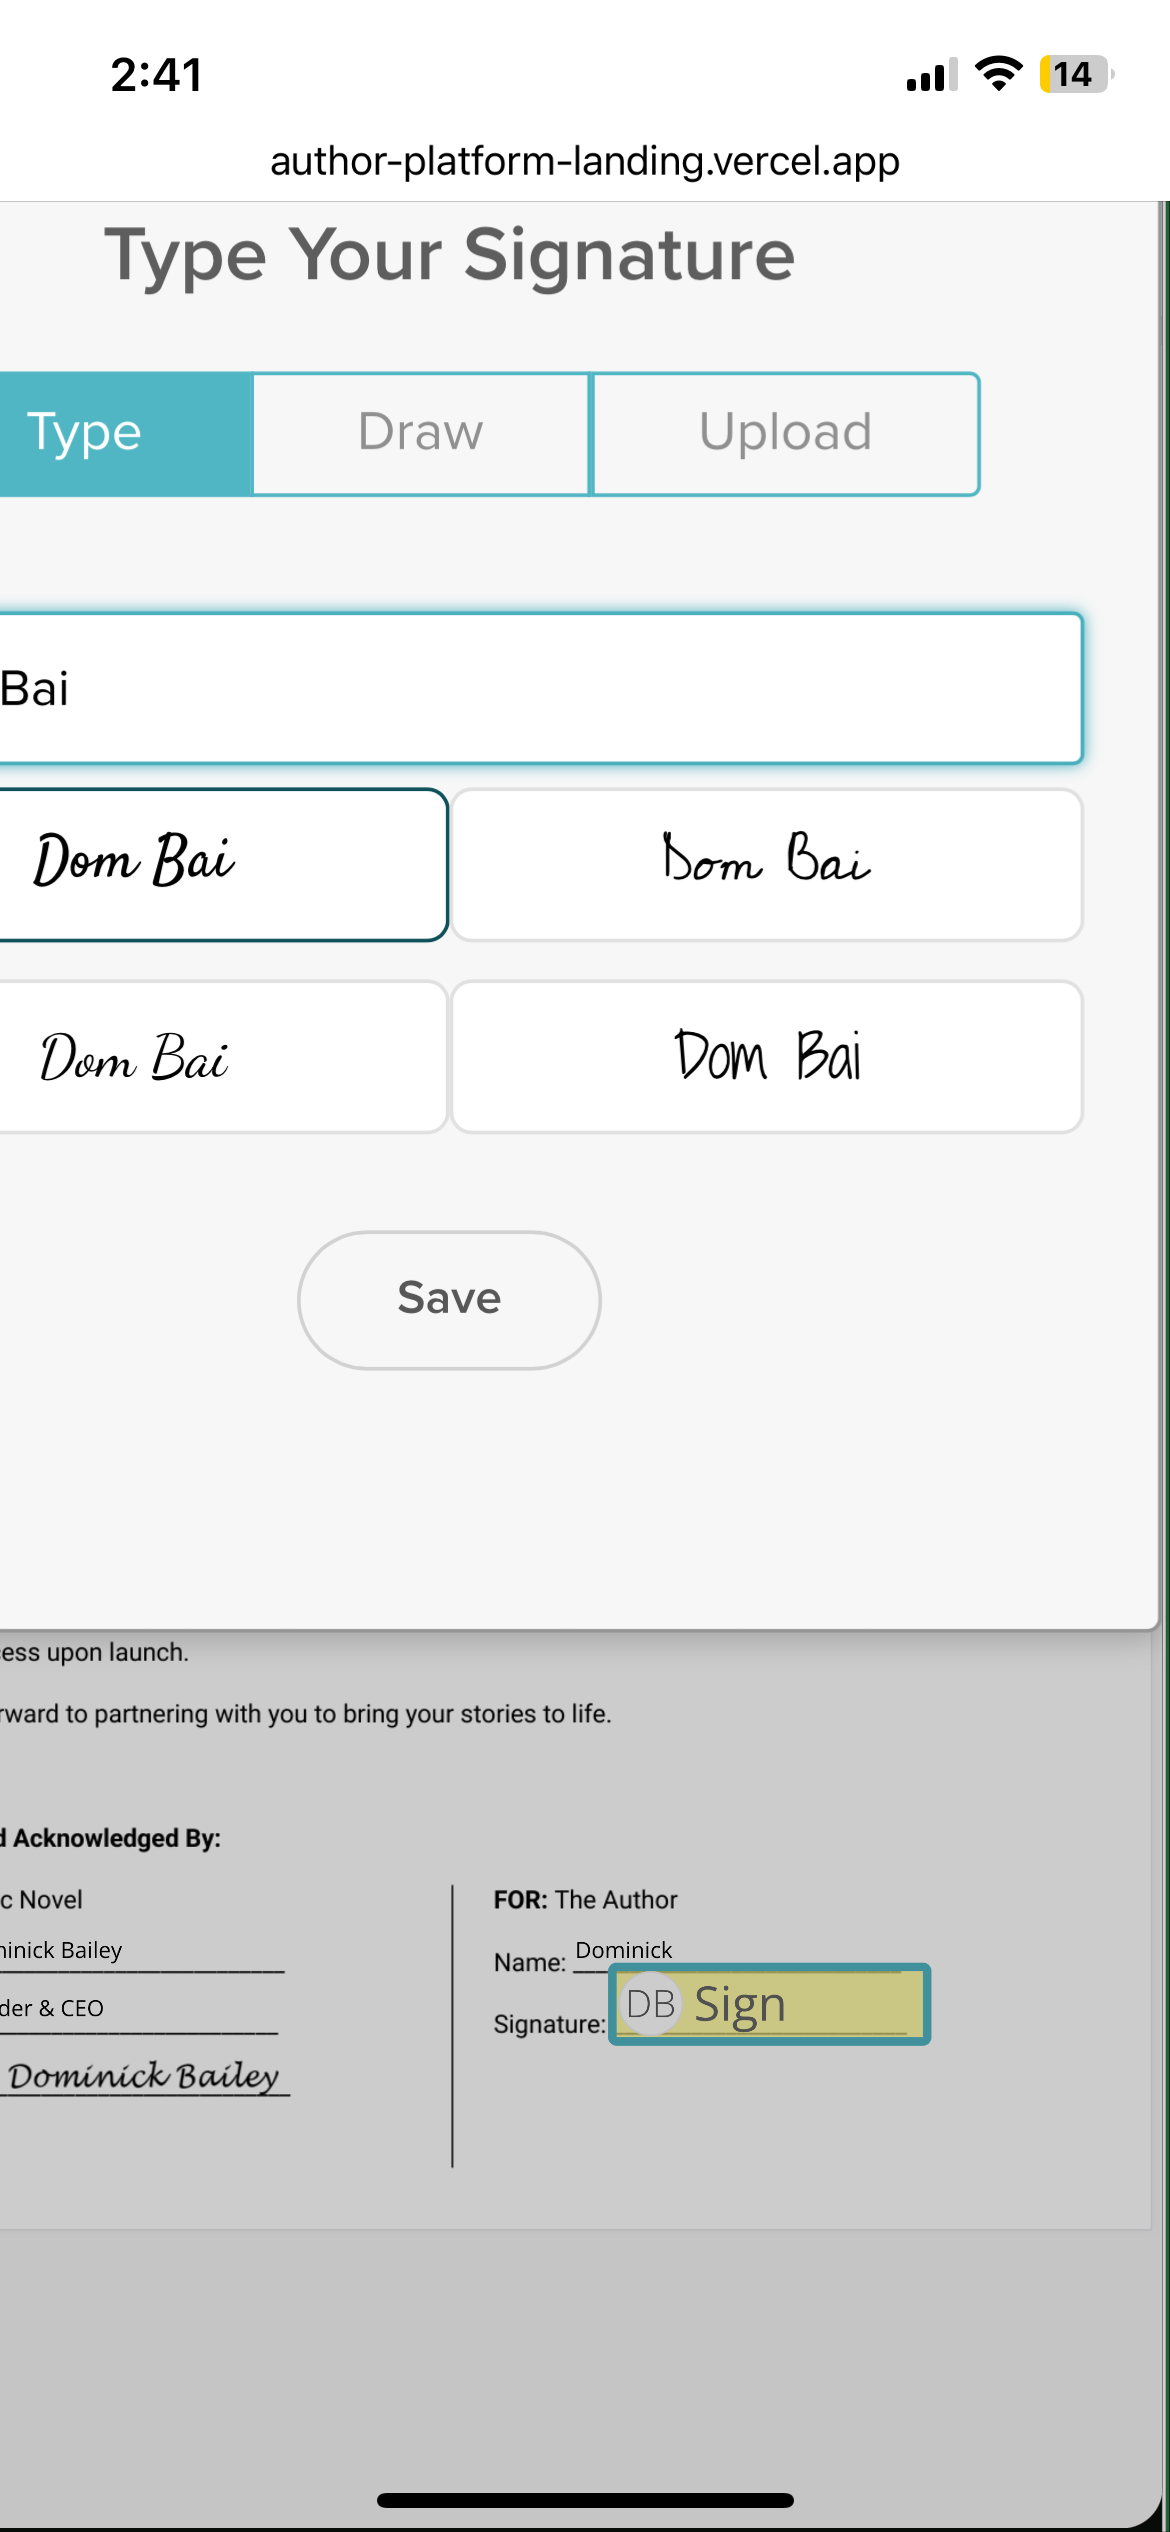 2:41
14
author-platform-landing.vercel.app
Type Your Signature
Type Draw Upload
Bai
Dom Bai Dom Bai
Dom Bai Dom Bai
Save
ess upon launch.
rward to partnering with you to bring your stories to life.
d Acknowledged By:
c Novel
ninick Bailey
der & CEO
Dominick Bailey
FOR: The Author
Name: Dominick
Signature: DB Sign